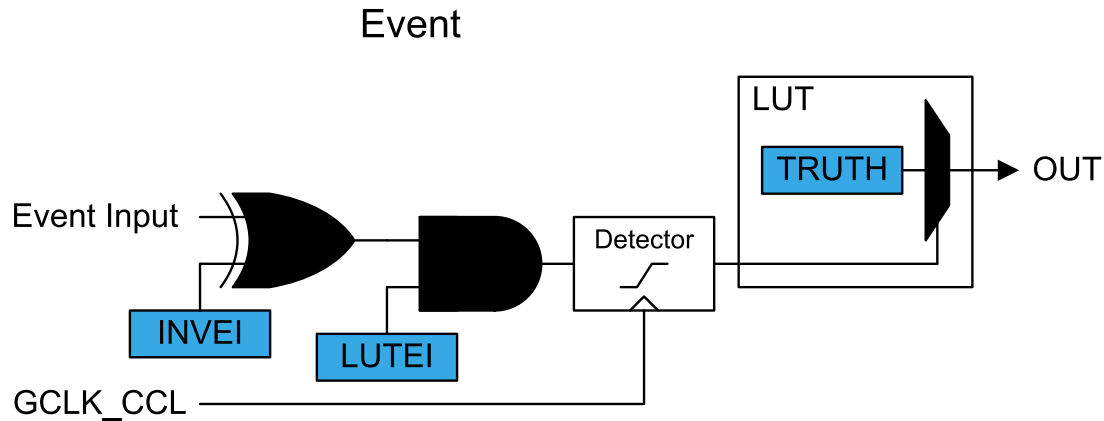 Event
LUT
TRUTH
OUT
Event Input
Detector
INVEI
LUTEI
GCLK_CCL